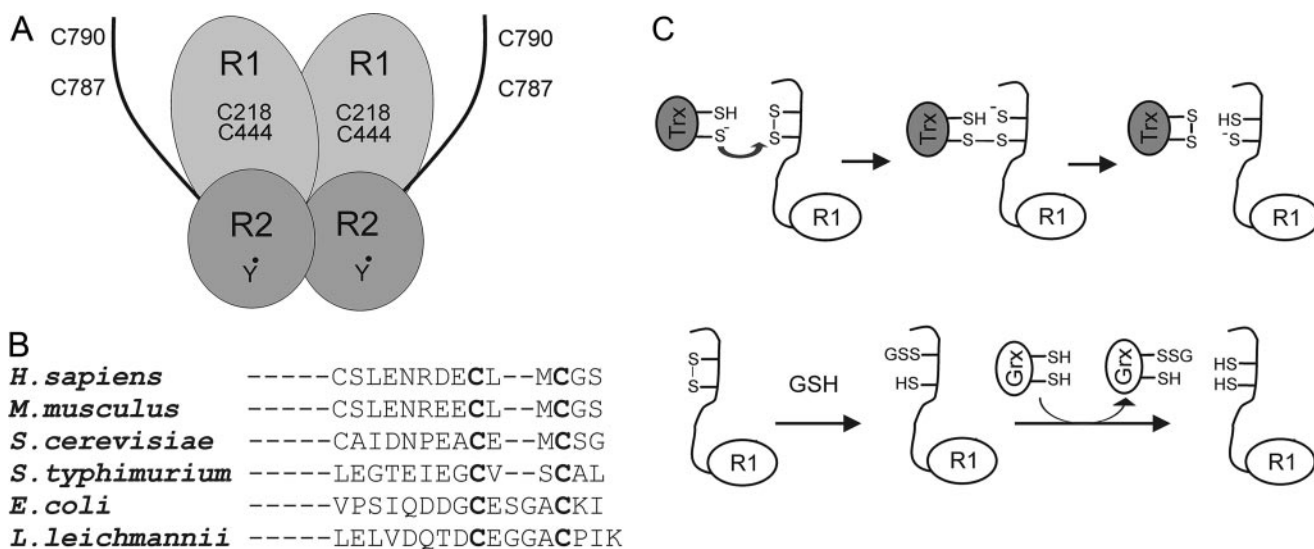 A
C790
C787
R1
R1
C790
C787
C218
C444
C218
C444
R2
R2
Y
Y
B
H.sapiens -----CSLENRDECL--MCGS
M.musculus -----CSLENREECL--MCGS
S.cerevisiae -----CAIDNPEACE--MCSG
S.typhimurium -----LEGTEIEGCV--SCAL
E.coli -----VPSIQDDGCESGACKI
L.leichmannii -----LELVDQTDCEGGACPIK
C
Trx
SH
S-
S
S
R1
Trx
SH
S
-S
S
R1
Trx
S
S
HS
-S
R1
S
S
R1
GSH
GSS
HS
R1
Grx
SH
SH
Grx
SSG
SH
HS
HS
R1